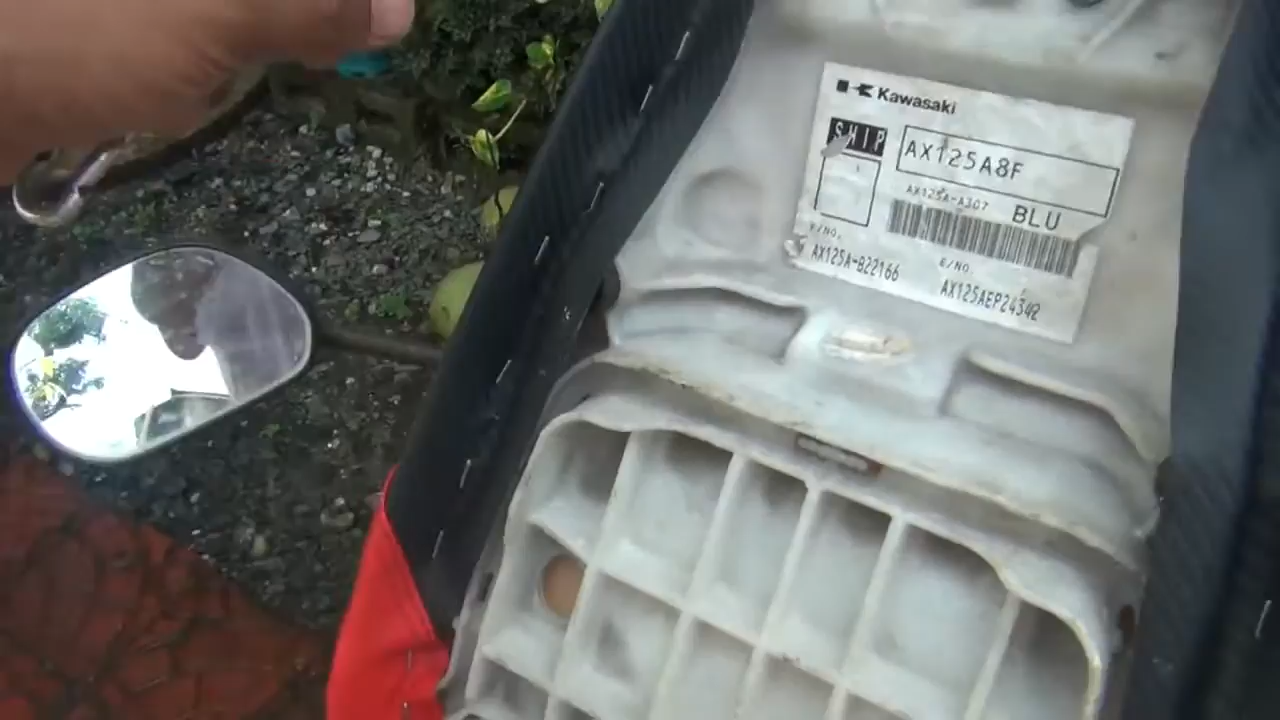 Kawasaki
SHIP
AX125A8F
AX125A-A307 BLU
F/NO. E/NO.
AX125A-B22166 AX125AEP24342